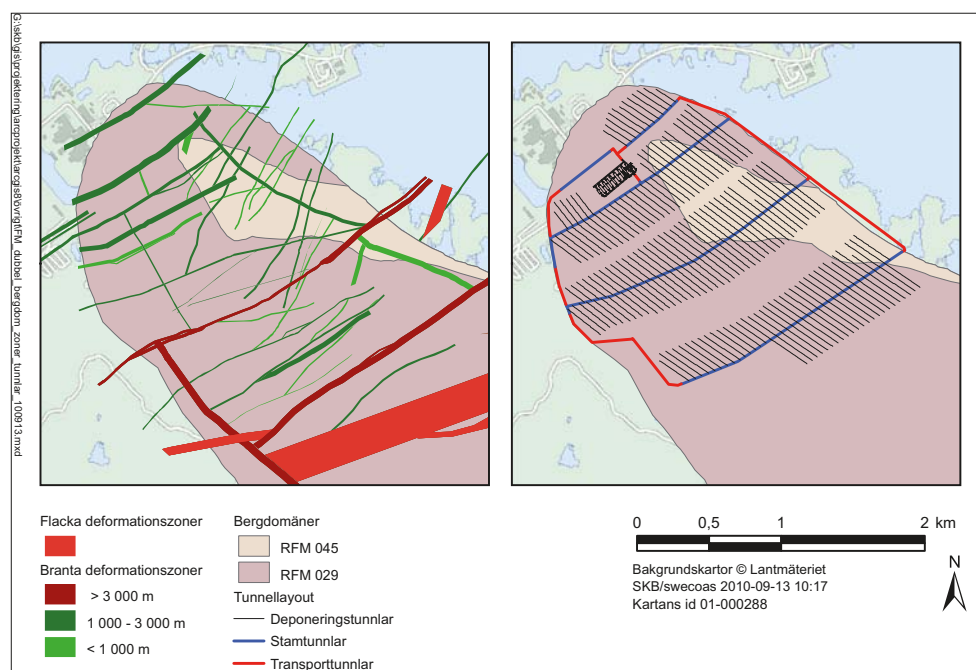 G:\skb\gis\projektering\arcprojekt\arcgis8\övrigt\FM_dubbel_bergdom_zoner_tunnlar_100913.mxd
Flacka deformationszoner
Branta deformationszoner
> 3 000 m
1 000 - 3 000 m
< 1 000 m
Bergdomäner
RFM 045
RFM 029
Tunnellayout
Deponeringstunnlar
Stamtunnlar
Transporttunnlar
0 0,5 1 2 km
Bakgrundskartor © Lantmäteriet
SKB/swecoas 2010-09-13 10:17
Kartans id 01-000288
N